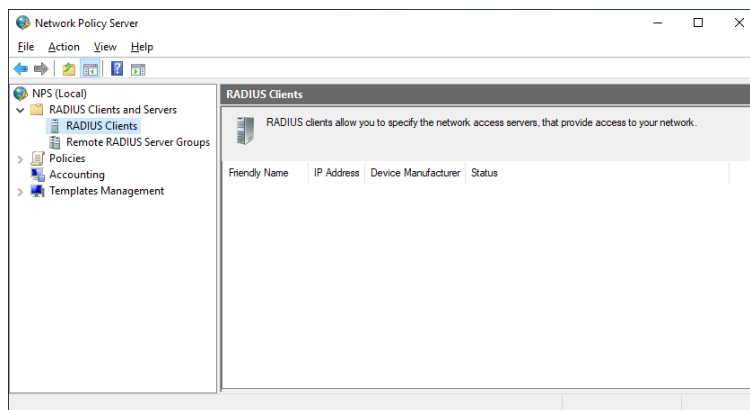 Network Policy Server
File Action View Help
NPS (Local)
RADIUS Clients and Servers
RADIUS Clients
Remote RADIUS Server Groups
Policies
Accounting
Templates Management
RADIUS Clients
RADIUS clients allow you to specify the network access servers, that provide access to your network.
Friendly Name IP Address Device Manufacturer Status